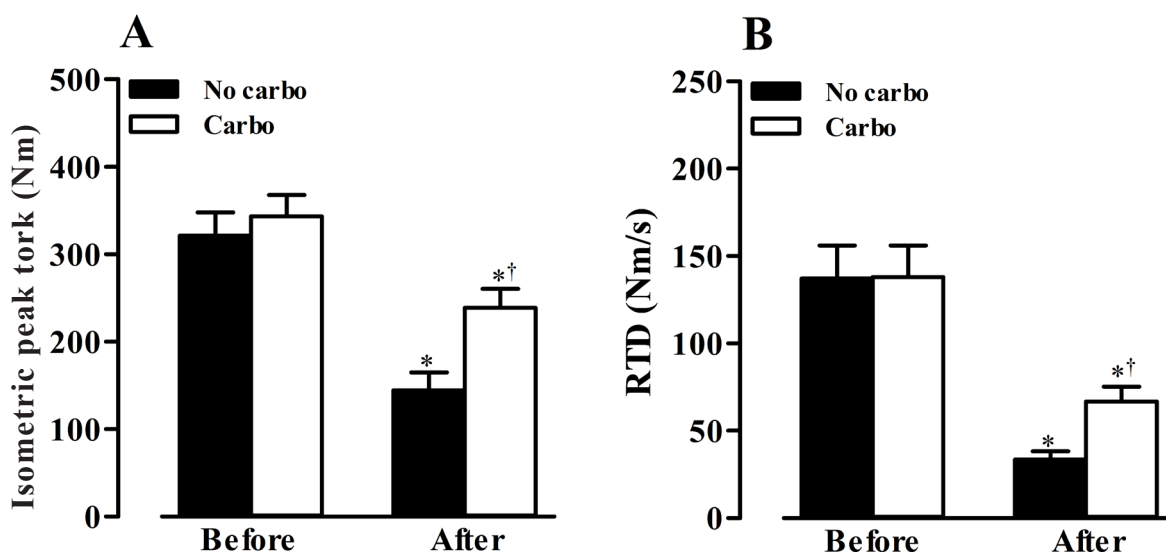 A
Isometric peak tork (Nm)
500
400
300
200
100
0
No carbo
Carbo
*
*†
Before
After
B
RTD (Nm/s)
250
200
150
100
50
0
No carbo
Carbo
*
*†
Before
After